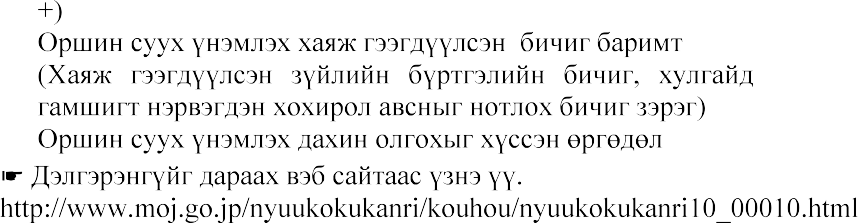 +)
Оршин суух үнэмлэх хаяж гээгдүүлсэн бичиг баримт
(Хаяж гээгдүүлсэн зүйлийн бүртгэлийн бичиг, хулгайд
гамшигт нэрвэгдэн хохирол авсныг нотлох бичиг зэрэг)
Оршин суух үнэмлэх дахин олгохыг хүссэн өргөдөл
☛ Дэлгэрэнгүйг дараах вэб сайтаас үзнэ үү.
http://www.moj.go.jp/nyuukokukanri/kouhou/nyuukokukanri10_00010.html